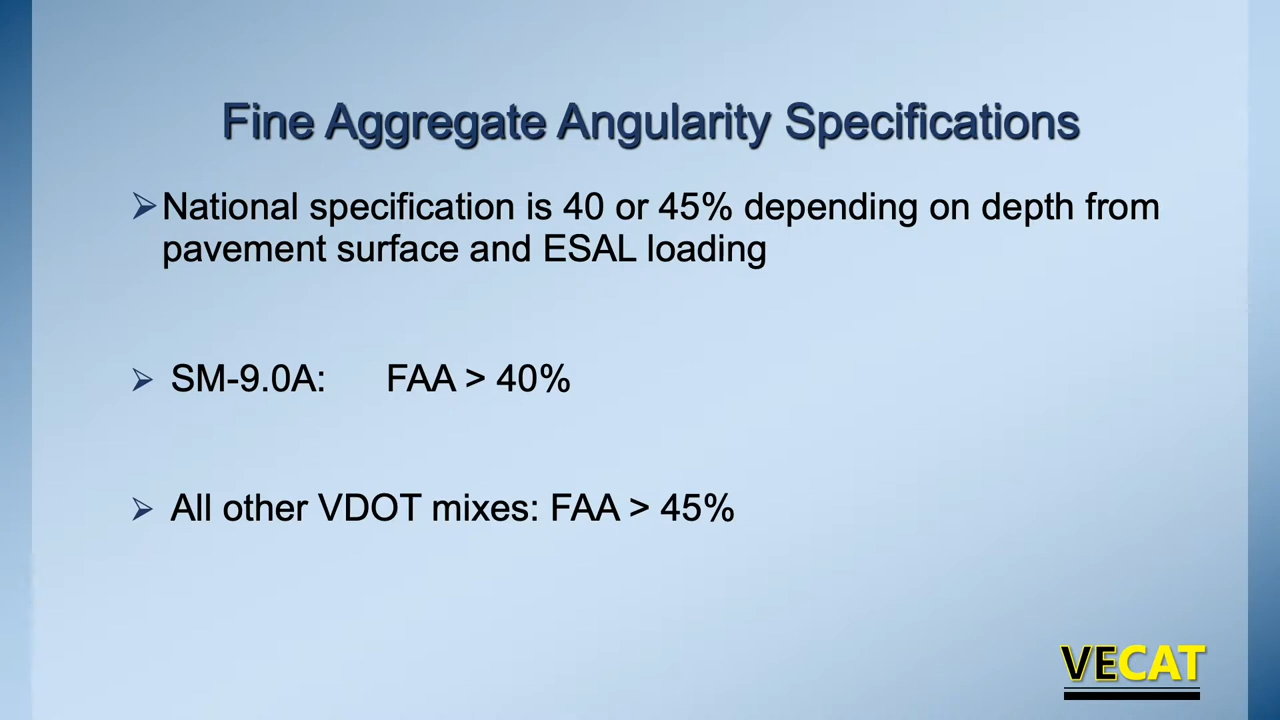 Fine Aggregate Angularity Specifications
National specification is 40 or 45% depending on depth from
pavement surface and ESAL loading
SM-9.0A: FAA > 40%
All other VDOT mixes: FAA > 45%
VECAT